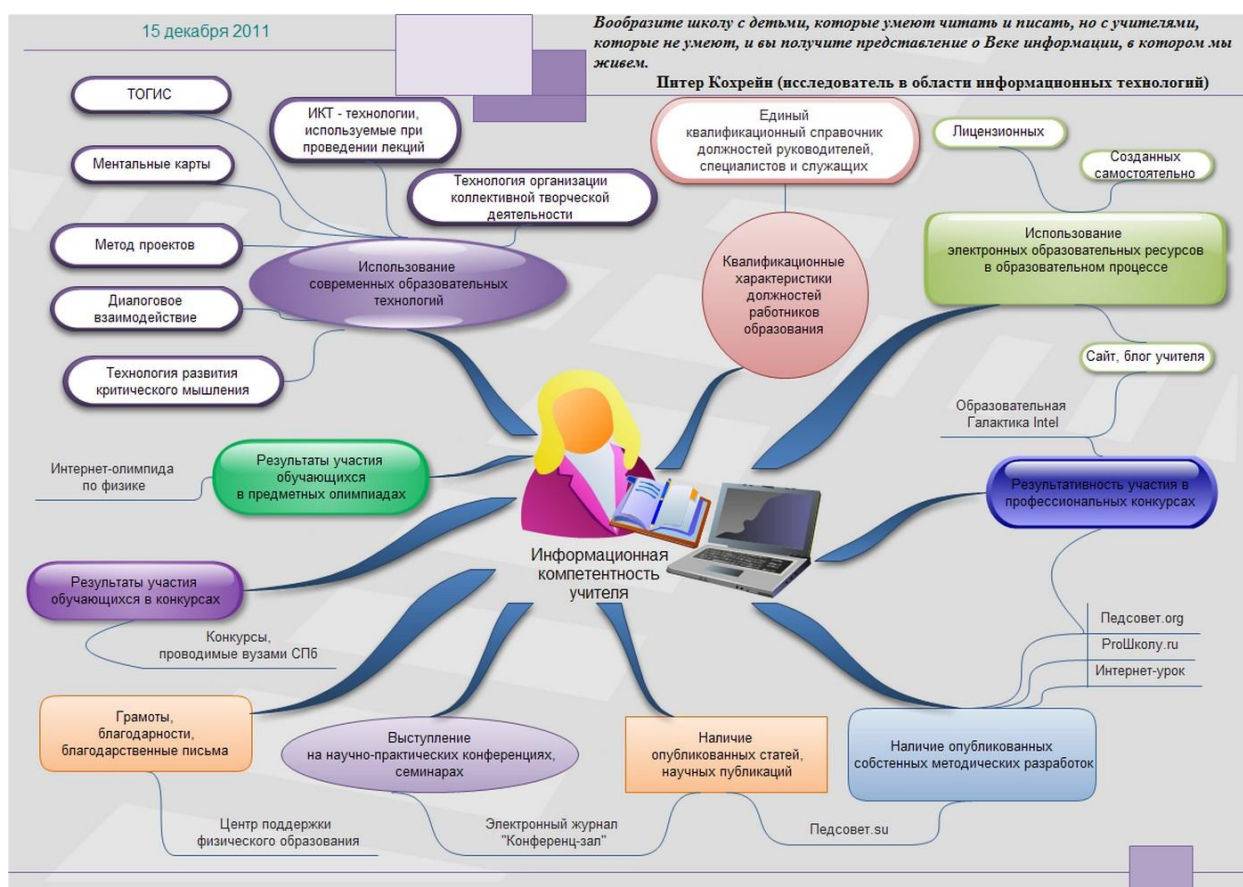 15 декабря 2011
Вообразите школу с детьми, которые умеют читать и писать, но с учителями,
которые не умеют, и вы получите представление о Веке информации, в котором мы
живем.
Питер Кохрейн (исследователь в области информационных технологий)
ТОГИС
ИКТ - технологии,
используемые при
проведении лекций
Ментальные карты
Технология организации
коллективной творческой
деятельности
Метод проектов
Использование
современных образовательных
технологий
Диалоговое
взаимодействие
Технология развития
критического мышления
Единый
квалификационный справочник
должностей руководителей,
специалистов и служащих
Квалификационные
характеристики
должностей
работников
образования
Лицензионных
Созданных
самостоятельно
Использование
электронных образовательных ресурсов
в образовательном процессе
Сайт, блог учителя
Образовательная
Галактика Intel
Результативность участия в
профессиональных конкурсах
Интернет-олимпида
по физике
Результаты участия
обучающихся
в предметных олимпиадах
Информационная
компетентность
учителя
Результаты участия
обучающихся в конкурсах
Конкурсы,
проводимые вузами СПб
Педсовет.org
ProШколу.ru
Интернет-урок
Грамоты,
благодарности,
благодарственные письма
Выступление
на научно-практических конференциях,
семинарах
Наличие
опубликованных статей,
научных публикаций
Наличие опубликованных
собстенных методических разработок
Центр поддержки
физического образования
Электронный журнал
"Конференц-зал"
Педсовет.su